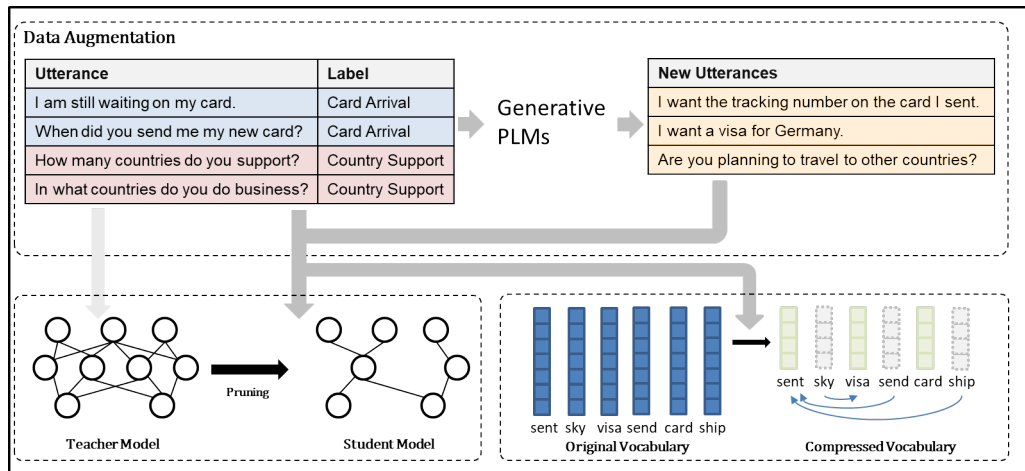 Data Augmentation
Utterance Label
I am still waiting on my card. Card Arrival
When did you send me my new card? Card Arrival
How many countries do you support? Country Support
In what countries do you do business? Country Support
Generative
PLMs
New Utterances
I want the tracking number on the card I sent.
I want a visa for Germany.
Are you planning to travel to other countries?
Pruning
Teacher Model
Student Model
sent sky visa send card ship
Original Vocabulary
sent sky visa send card ship
Compressed Vocabulary